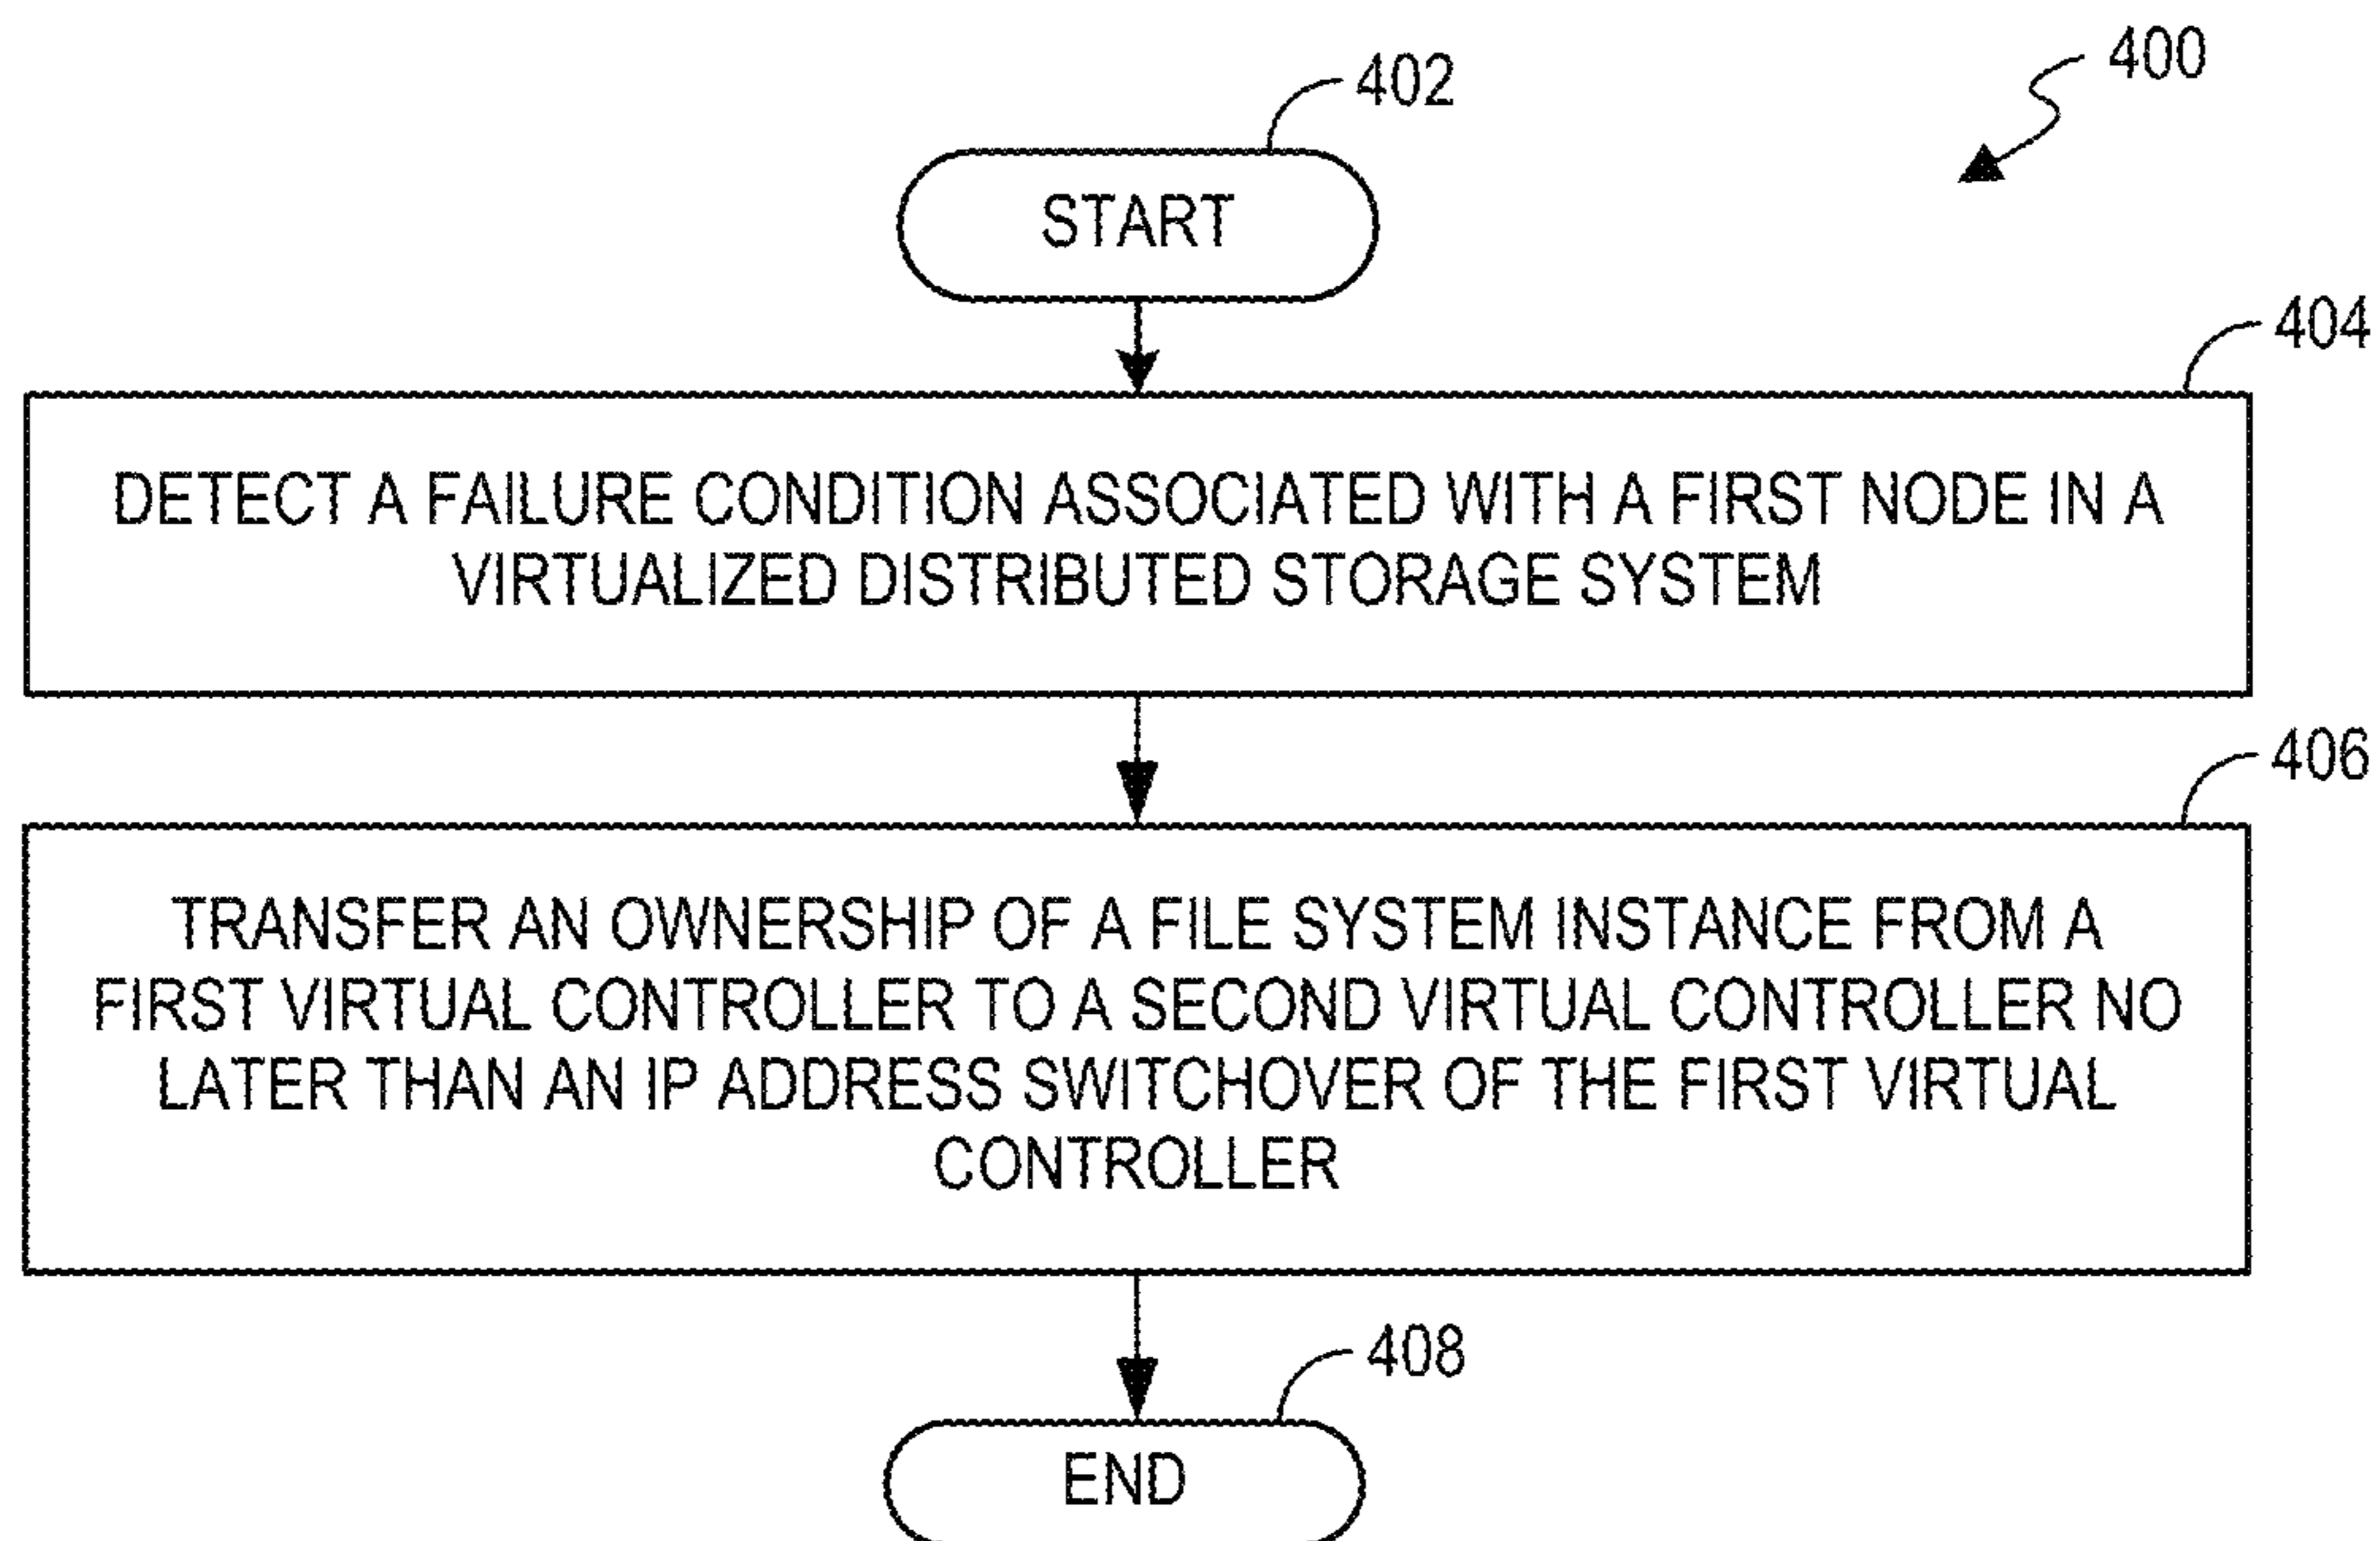 400
402
START
404
DETECT A FAILURE CONDITION ASSOCIATED WITH A FIRST NODE IN A
VIRTUALIZED DISTRIBUTED STORAGE SYSTEM
406
TRANSFER AN OWNERSHIP OF A FILE SYSTEM INSTANCE FROM A
FIRST VIRTUAL CONTROLLER TO A SECOND VIRTUAL CONTROLLER NO
LATER THAN AN IP ADDRESS SWITCHOVER OF THE FIRST VIRTUAL
CONTROLLER
408
END